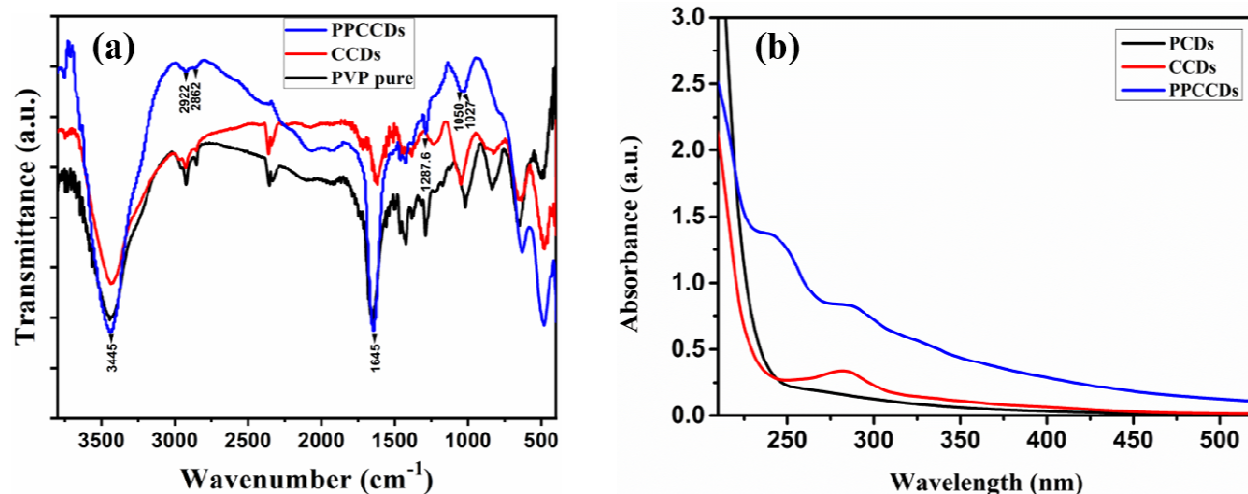 (a)
PPCCDs
CCDs
PVP pure
2922
2862
1050
1027
1287.6
3445
1645
Transmittance (a.u.)
3500 3000 2500 2000 1500 1000 500
Wavenumber (cm⁻¹)
(b)
PCDs
CCDs
PPCCDs
3.0
2.5
2.0
1.5
1.0
0.5
0.0
Absorbance (a.u.)
250 300 350 400 450 500
Wavelength (nm)